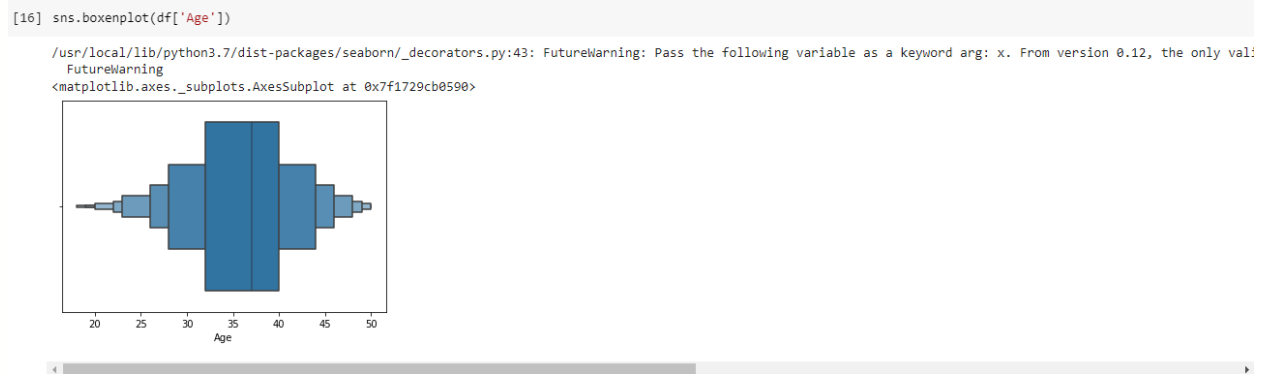 [16] sns.boxenplot(df['Age'])
/usr/local/lib/python3.7/dist-packages/seaborn/_decorators.py:43: FutureWarning: Pass the following variable as a keyword arg: x. From version 0.12, the only vali
FutureWarning
<matplotlib.axes._subplots.AxesSubplot at 0x7f1729cb0590>
20 25 30 35 40 45 50
Age